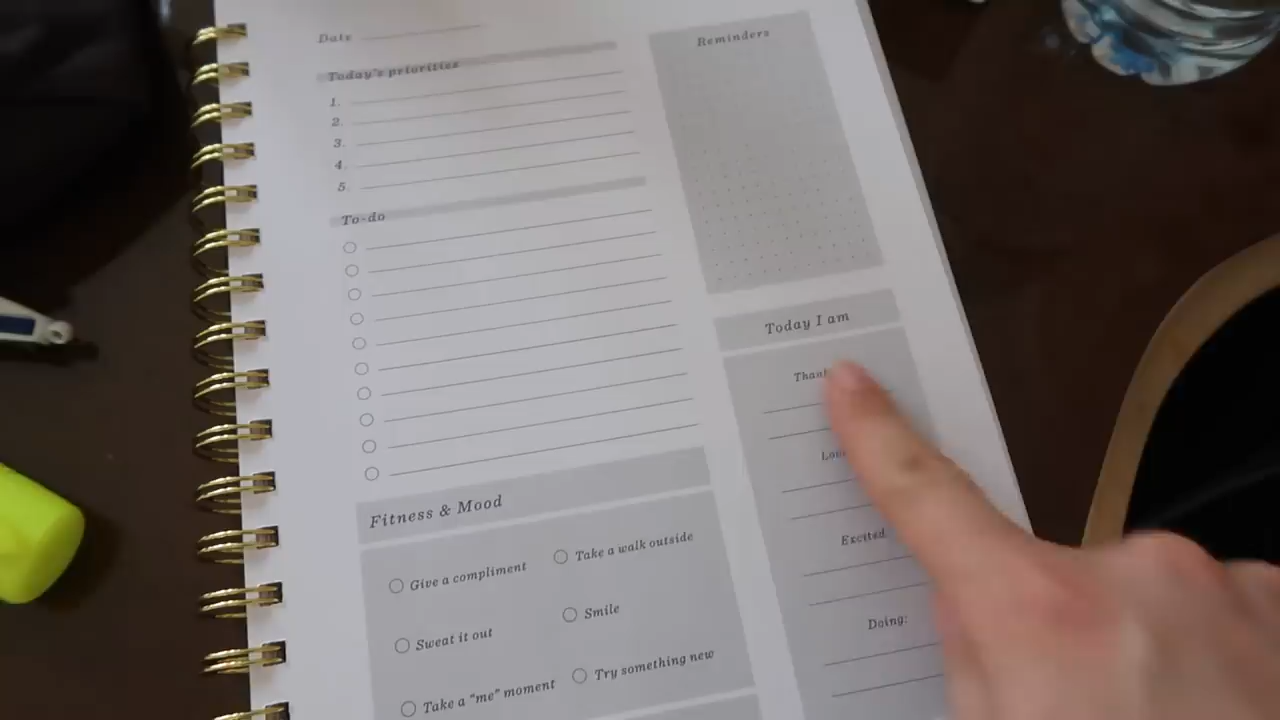 Date
Today's priorities
1.
2.
3.
4.
5.
To-do
Fitness & Mood
Give a compliment
Take a walk outside
Sweat it out
Smile
Take a "me" moment
Try something new
Reminders
Today I am
Excited
Doing: